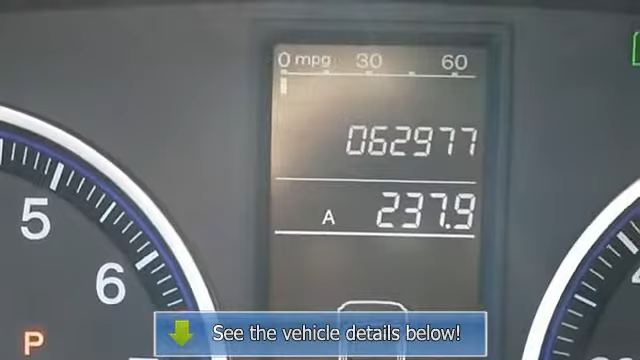 0 mpg 30 60
062977
A 237.9
5
6
P
See the vehicle details below!